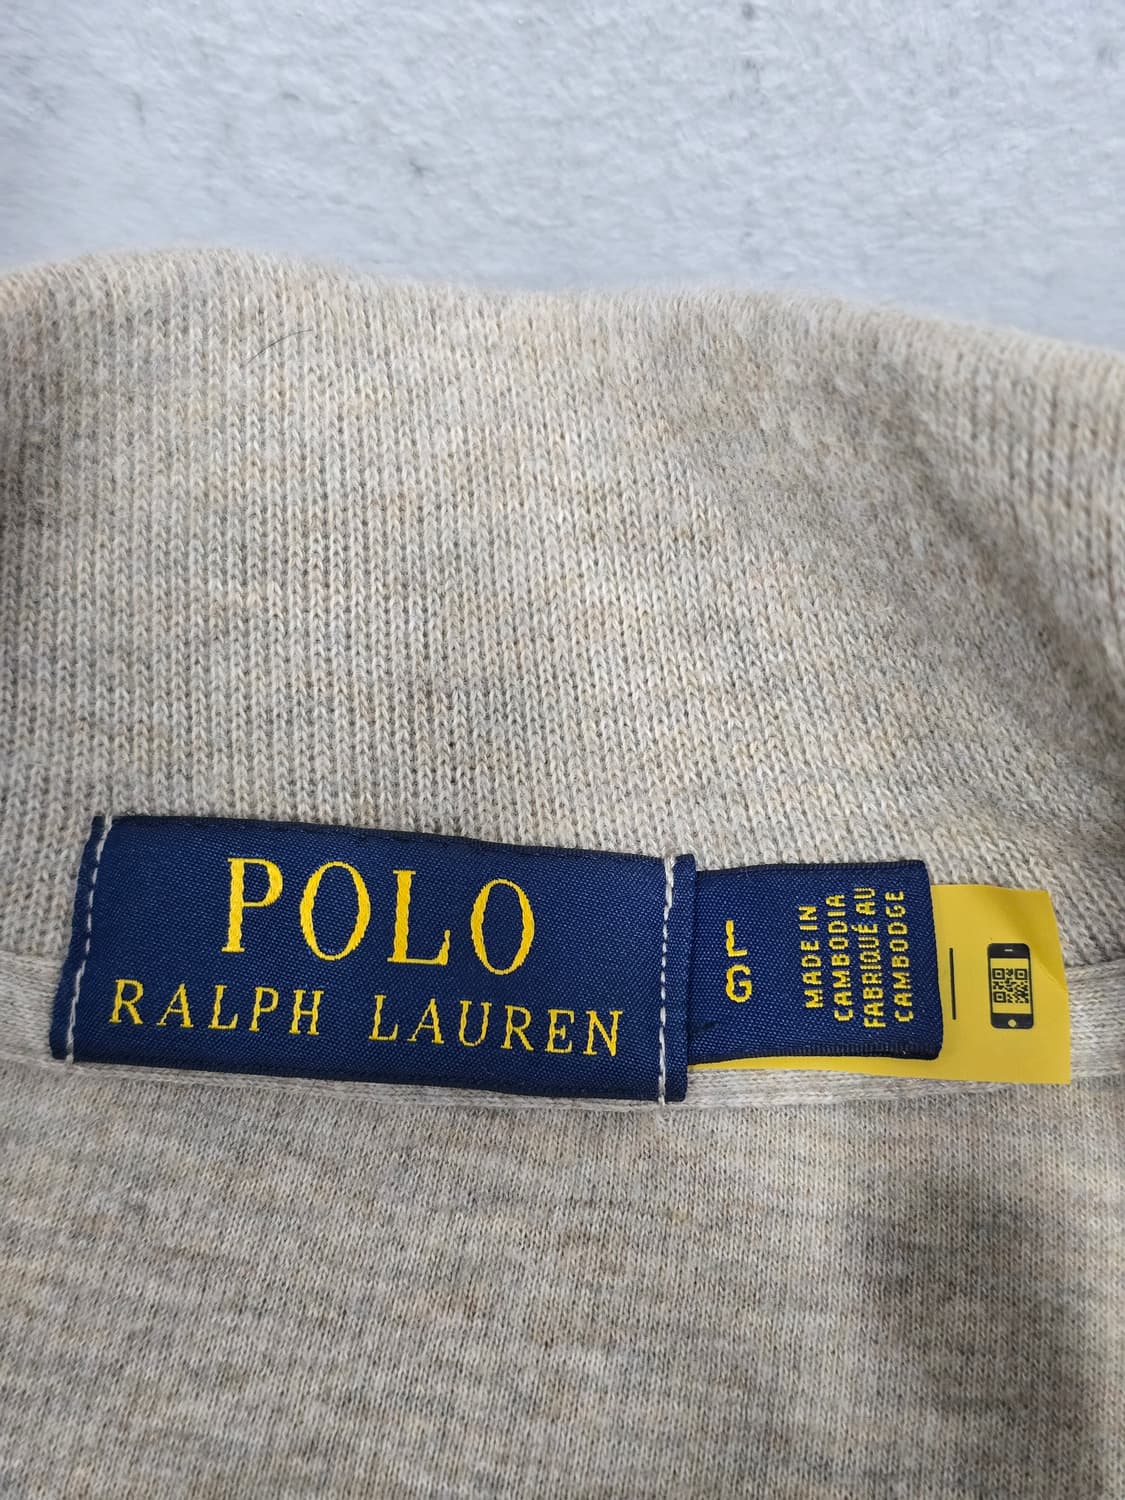 POLO
RALPH LAUREN
L
G
MADE IN
CAMBODIA
FABRIQUÉ AU
CAMBODGE